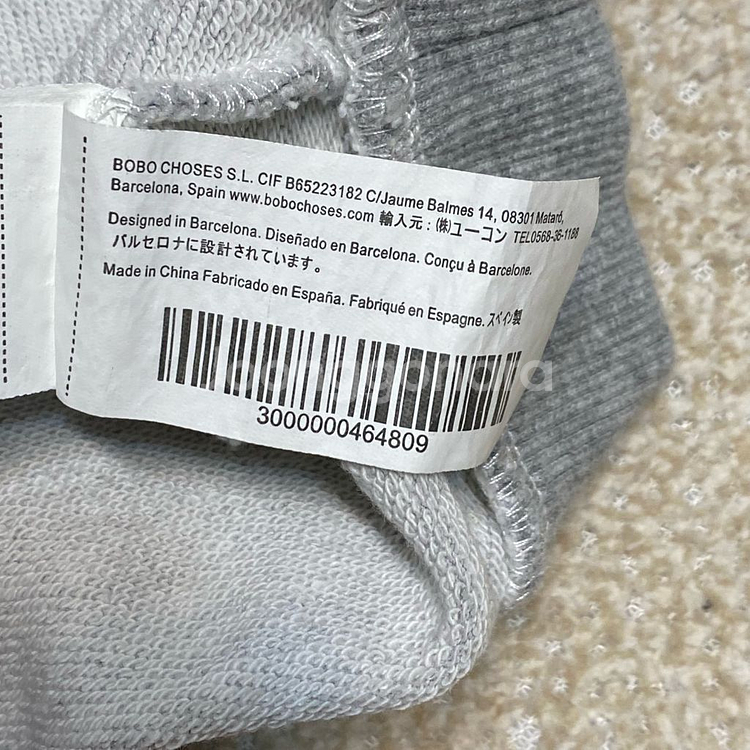 BOBO CHOSES S.L. CIF B65223182 C/Jaume Balmes 14, 08301 Mataró,
Barcelona, Spain www.bobochoses.com 輸入元 : ㈱ユーコン TEL0568-36-1188
Designed in Barcelona. Diseñado en Barcelona. Conçu à Barcelone.
バルセロナに設計されています。
Made in China Fabricado en España. Fabriqué en Espagne. スペイン製
3000000464809